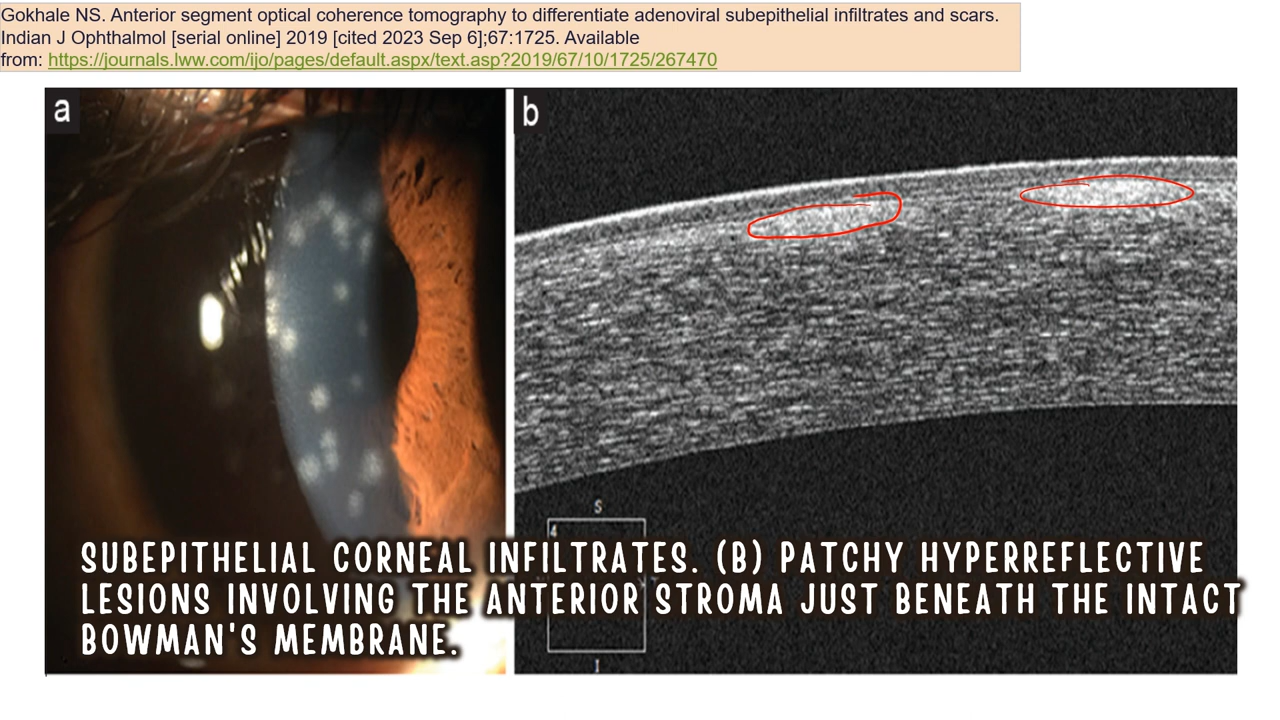 Gokhale NS. Anterior segment optical coherence tomography to differentiate adenoviral subepithelial infiltrates and scars.
Indian J Ophthalmol [serial online] 2019 [cited 2023 Sep 6];67:1725. Available
from: https://journals.lww.com/ijo/pages/default.aspx/text.asp?2019/67/10/1725/267470
a
b
S
4
SUBEPITHELIAL CORNEAL INFILTRATES. (B) PATCHY HYPERREFLECTIVE
LESIONS INVOLVING THE ANTERIOR STROMA JUST BENEATH THE INTACT
BOWMAN'S MEMBRANE.
I